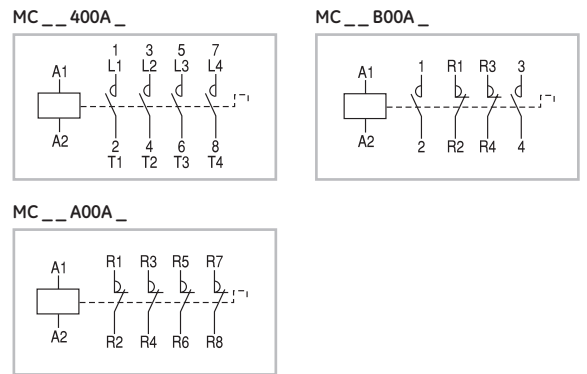 MC _ _ 400A _
1 3 5 7
A1 L1 L2 L3 L4
A2 2 4 6 8
T1 T2 T3 T4
MC _ _ B00A _
A1 1 R1 R3 3
A2 2 R2 R4 4
MC _ _ A00A _
A1 R1 R3 R5 R7
A2 R2 R4 R6 R8